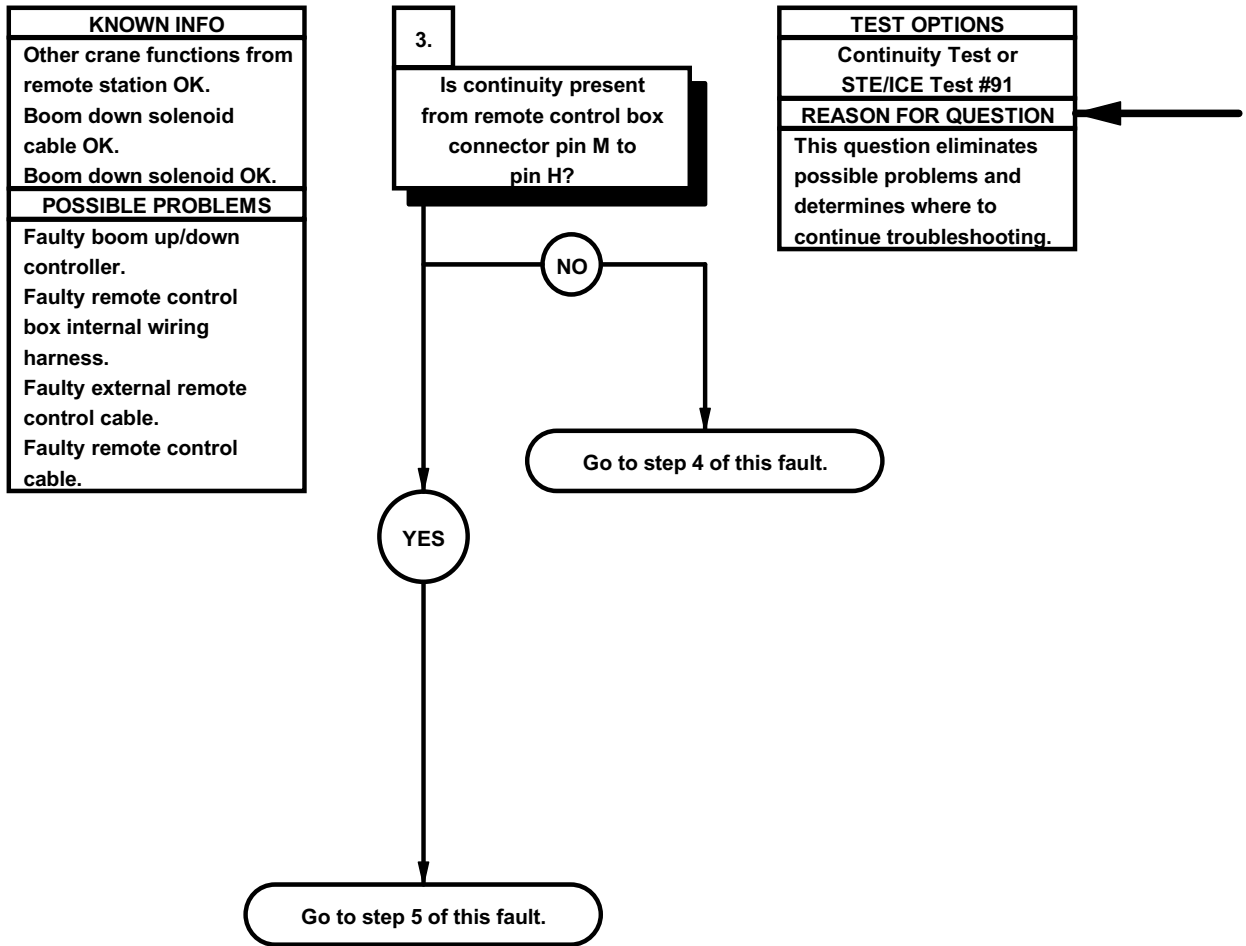 KNOWN INFO
Other crane functions from
remote station OK.
Boom down solenoid
cable OK.
Boom down solenoid OK.
POSSIBLE PROBLEMS
Faulty boom up/down
controller.
Faulty remote control
box internal wiring
harness.
Faulty external remote
control cable.
Faulty remote control
cable.
3.
Is continuity present
from remote control box
connector pin M to
pin H?
TEST OPTIONS
Continuity Test or
STE/ICE Test #91
REASON FOR QUESTION
This question eliminates
possible problems and
determines where to
continue troubleshooting.
NO
Go to step 4 of this fault.
YES
Go to step 5 of this fault.